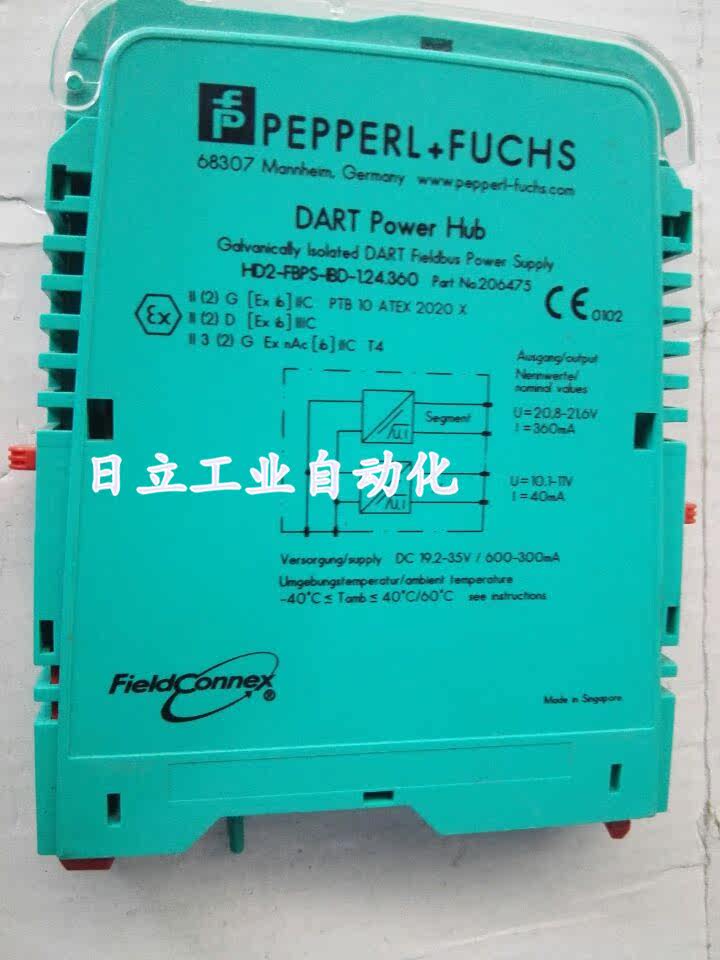 PEPPERL+FUCHS
68307 Mannheim, Germany www.pepperl-fuchs.com
DART Power Hub
Galvanically Isolated DART Fieldbus Power Supply
HD2-FBPS-IBD-1.24.360 Part No.206475
CE 0102
Ex
II (2) G [Ex ib] IIC PTB 10 ATEX 2020 X
II (2) D [Ex ib] IIIC
II 3 (2) G Ex nAc [ib] IIC T4
Ausgang/output
Nennwerte/
nominal values
Segment
U=20,8-21,6V
I=360mA
U,I
日立工业自动化
U=10,1-11V
I=40mA
U,I
Versorgung/supply DC 19.2-35V / 600-300mA
Umgebungstemperatur/ambient temperature
-40°C ≤ Tamb ≤ 40°C/60°C see instructions
FieldConnex®
Made in Singapore